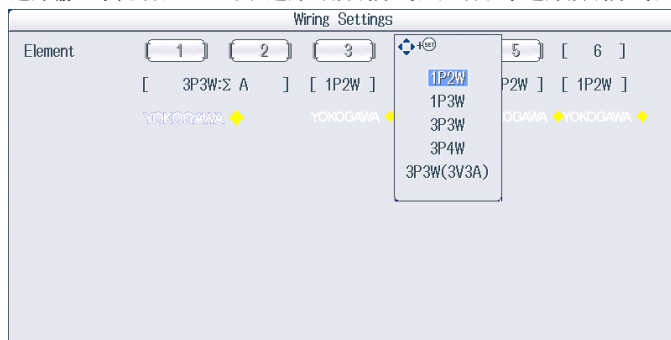 Wiring Settings
Element [ 1 ] [ 2 ] [ 3 ] 5 ] [ 6 ]
[ 3P3W:Σ A ] [ 1P2W ] P2W ] [ 1P2W ]
YOKOGAWA YOKOGAWA OGAWA YOKOGAWA
+SET
1P2W
1P3W
3P3W
3P4W
3P3W(3V3A)